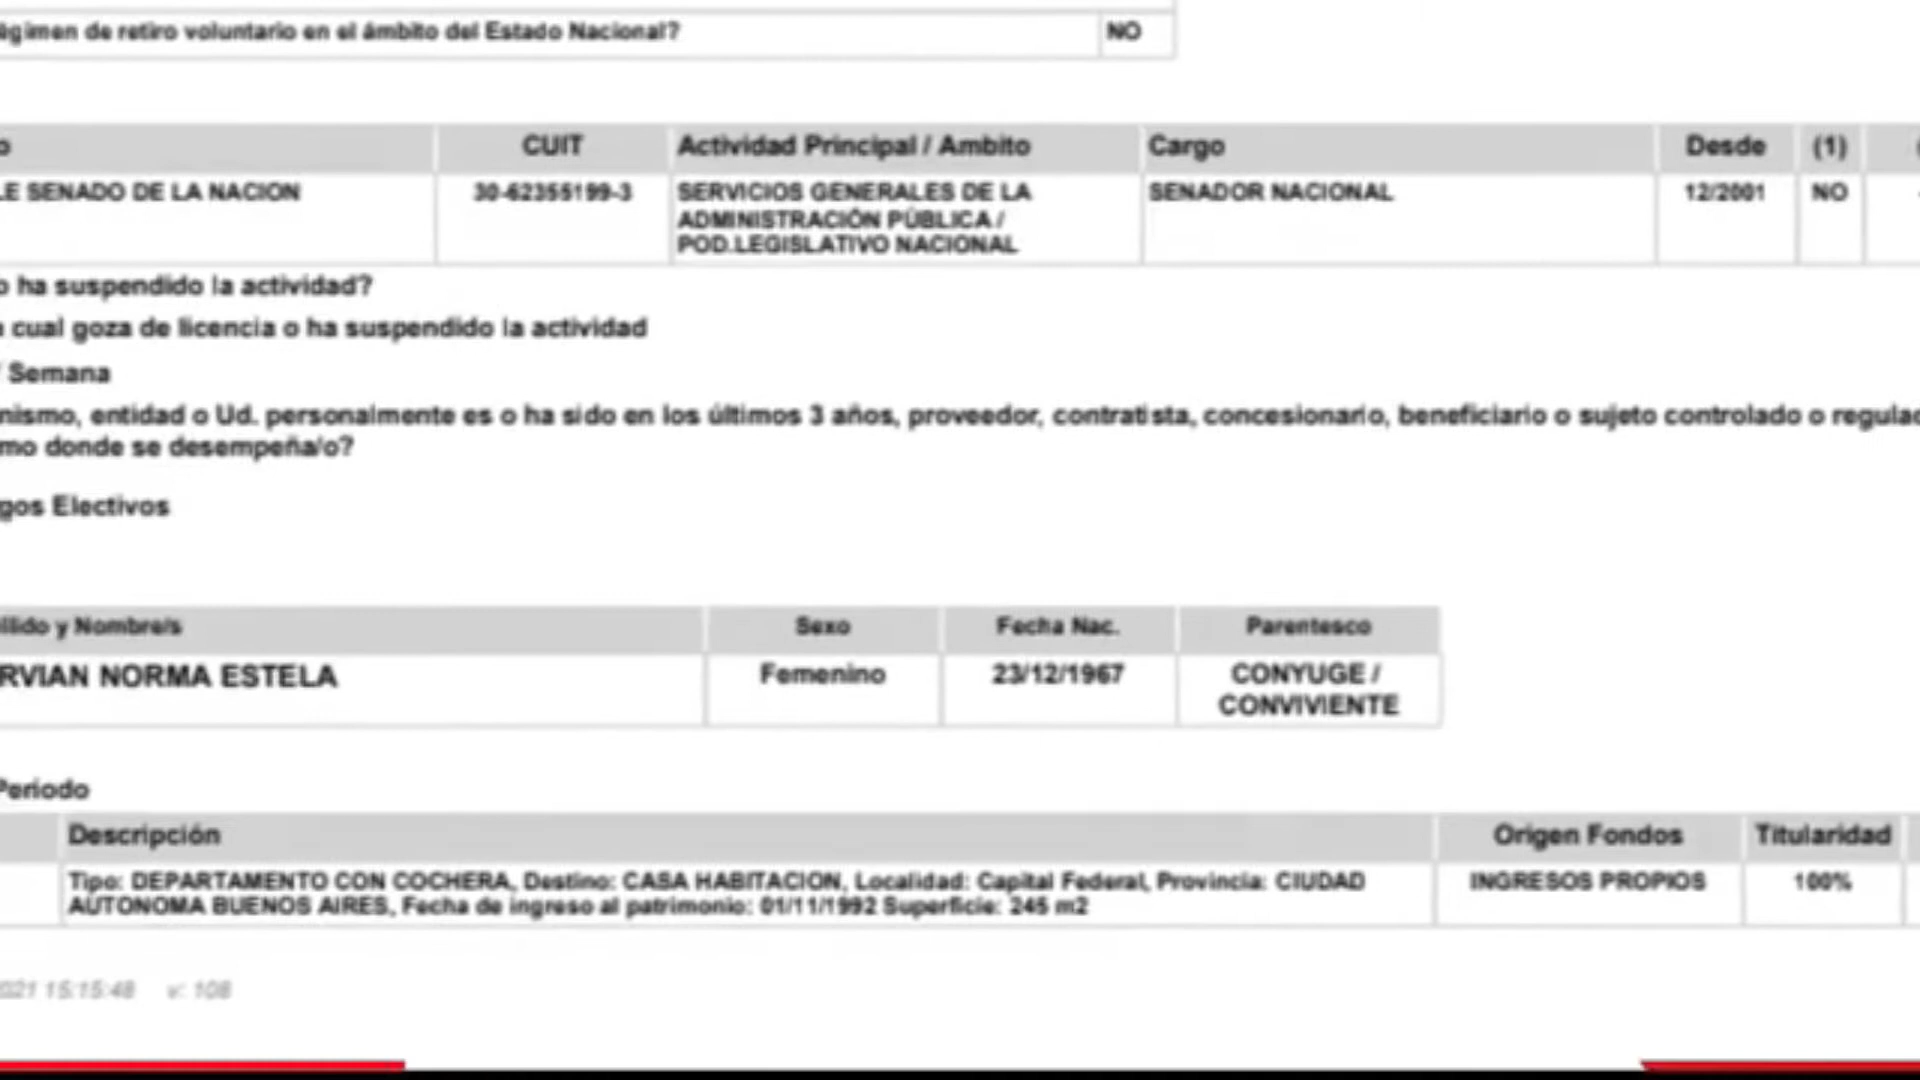 égimen de retiro voluntario en el ámbito del Estado Nacional? NO
o CUIT Actividad Principal / Ambito Cargo Desde (1)
LE SENADO DE LA NACION 30-62355199-3 SERVICIOS GENERALES DE LA SENADOR NACIONAL 12/2001 NO
ADMINISTRACIÓN PÚBLICA /
POD.LEGISLATIVO NACIONAL
o ha suspendido la actividad?
a cual goza de licencia o ha suspendido la actividad
/ Semana
nismo, entidad o Ud. personalmente es o ha sido en los últimos 3 años, proveedor, contratista, concesionario, beneficiario o sujeto controlado o regulad
mo donde se desempeña/o?
gos Electivos
llido y Nombre/s Sexo Fecha Nac. Parentesco
RVIAN NORMA ESTELA Femenino 23/12/1967 CONYUGE /
CONVIVIENTE
Periodo
Descripción Origen Fondos Titularidad
Tipo: DEPARTAMENTO CON COCHERA, Destino: CASA HABITACION, Localidad: Capital Federal, Provincia: CIUDAD INGRESOS PROPIOS 100%
AUTONOMA BUENOS AIRES, Fecha de ingreso al patrimonio: 01/11/1992 Superficie: 245 m2
021 15:15:48 v: 108